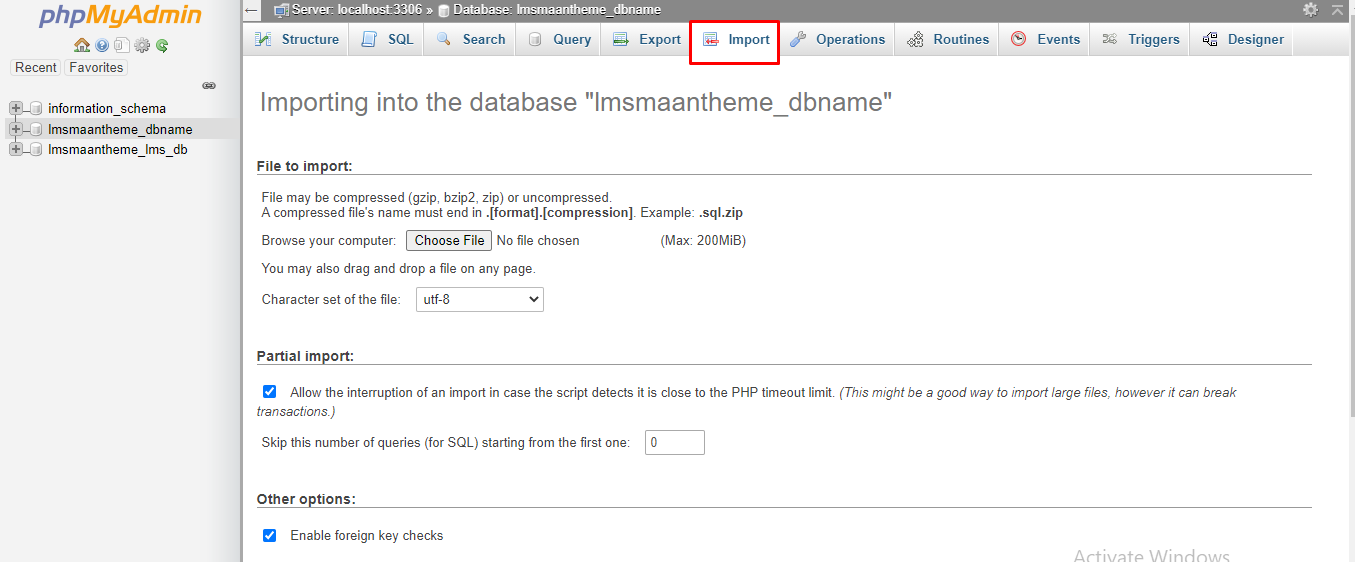 phpMyAdmin
Recent Favorites
information_schema
lmsmaantheme_dbname
lmsmaantheme_lms_db
Server: localhost:3306 » Database: lmsmaantheme_dbname
Structure SQL Search Query Export Import Operations Routines Events Triggers Designer
Importing into the database "lmsmaantheme_dbname"
File to import:
File may be compressed (gzip, bzip2, zip) or uncompressed.
A compressed file's name must end in .[format].[compression]. Example: .sql.zip
Browse your computer: Choose File No file chosen (Max: 200MiB)
You may also drag and drop a file on any page.
Character set of the file: utf-8
Partial import:
Allow the interruption of an import in case the script detects it is close to the PHP timeout limit. (This might be a good way to import large files, however it can break
transactions.)
Skip this number of queries (for SQL) starting from the first one: 0
Other options:
Enable foreign key checks
Activate Windows